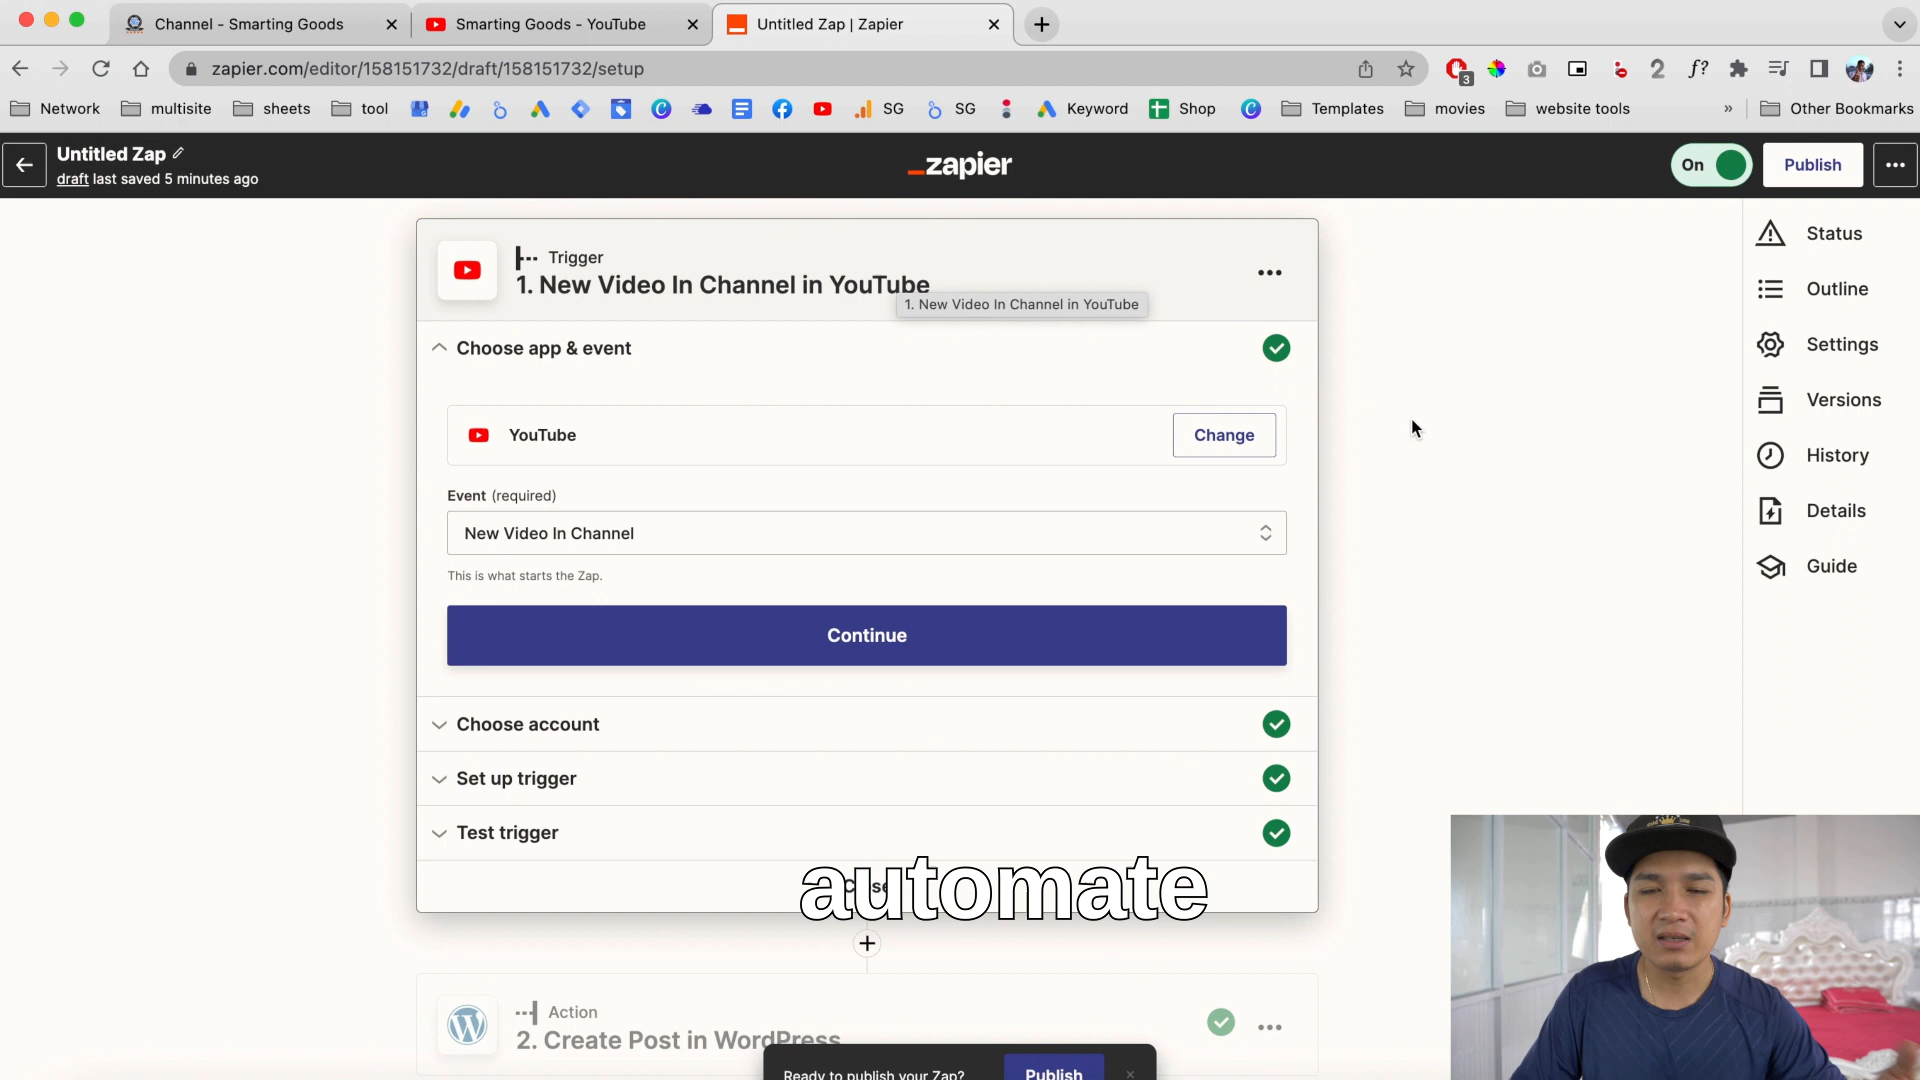 Channel - Smarting Goods
Smarting Goods - YouTube
Untitled Zap | Zapier
zapier.com/editor/158151732/draft/158151732/setup
3
2
f?
Network
multisite
sheets
tool
SG
SG
Keyword
Shop
Templates
movies
website tools
»
Other Bookmarks
Untitled Zap
draft last saved 5 minutes ago
_zapier
On
Publish
Trigger
1. New Video In Channel in YouTube
1. New Video In Channel in YouTube
Choose app & event
YouTube
Change
Event (required)
New Video In Channel
This is what starts the Zap.
Continue
Choose account
Set up trigger
Test trigger
automate
Action
2. Create Post in WordPress
Ready to publish your Zap?
Publish
Status
Outline
Settings
Versions
History
Details
Guide